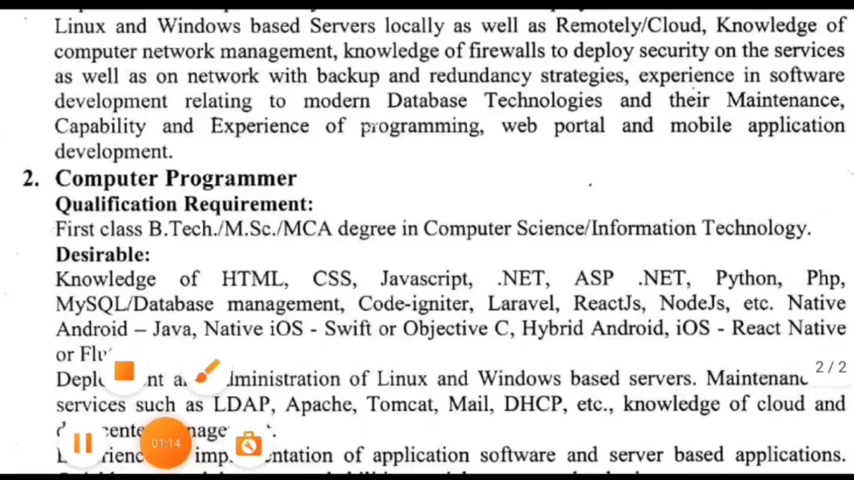 Linux and Windows based Servers locally as well as Remotely/Cloud, Knowledge of
computer network management, knowledge of firewalls to deploy security on the services
as well as on network with backup and redundancy strategies, experience in software
development relating to modern Database Technologies and their Maintenance,
Capability and Experience of programming, web portal and mobile application
development.
2. Computer Programmer
Qualification Requirement:
First class B.Tech./M.Sc./MCA degree in Computer Science/Information Technology.
Desirable:
Knowledge of HTML, CSS, Javascript, .NET, ASP .NET, Python, Php,
MySQL/Database management, Code-igniter, Laravel, ReactJs, NodeJs, etc. Native
Android – Java, Native iOS - Swift or Objective C, Hybrid Android, iOS - React Native
or
2 / 2
of Linux and Windows based servers.
services such as LDAP, Apache, Tomcat, Mail, DHCP, etc., knowledge of cloud and
01:14
of application software and server based applications.